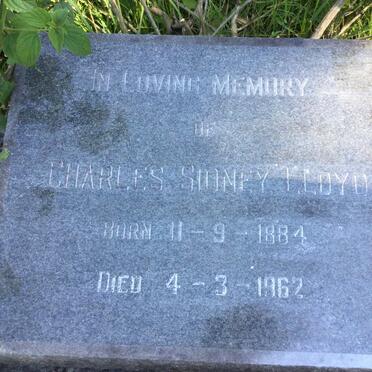 IN LOVING MEMORY
OF
CHARLES SIDNEY LLOYD
BORN 11-9-1884
DIED 4-3-1962